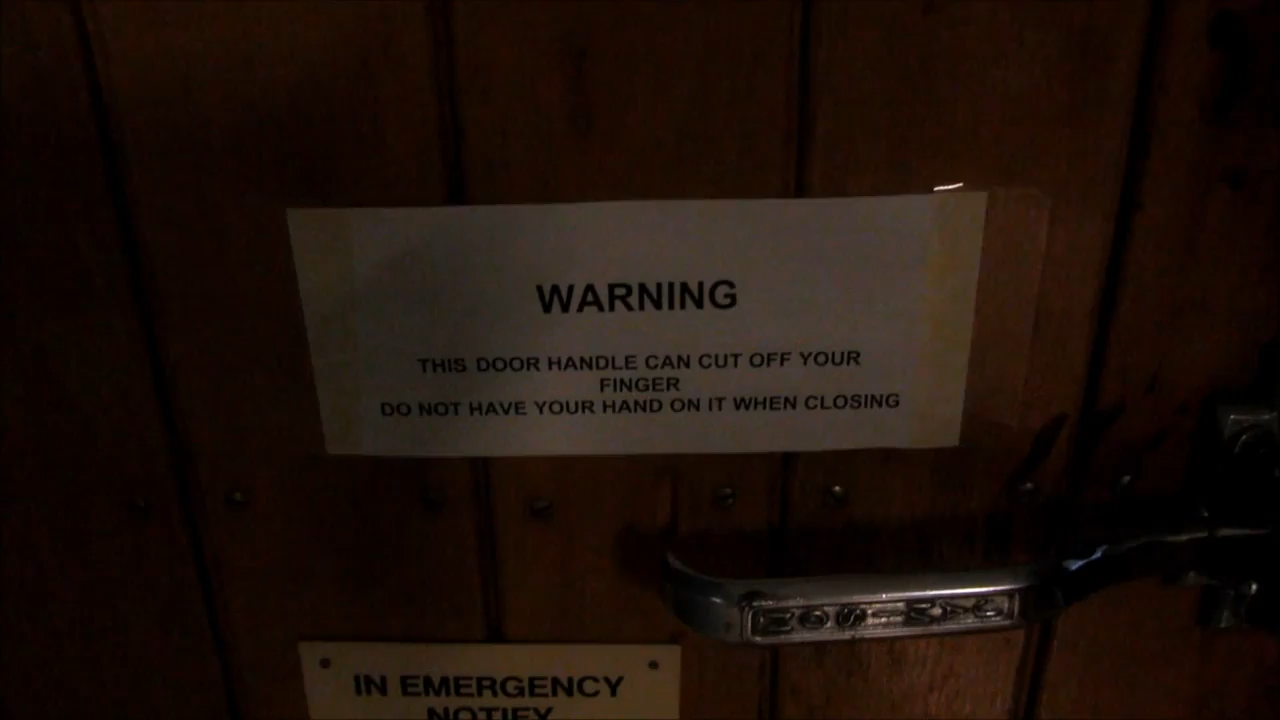 WARNING
THIS DOOR HANDLE CAN CUT OFF YOUR
FINGER
DO NOT HAVE YOUR HAND ON IT WHEN CLOSING
IN EMERGENCY
NOTIFY